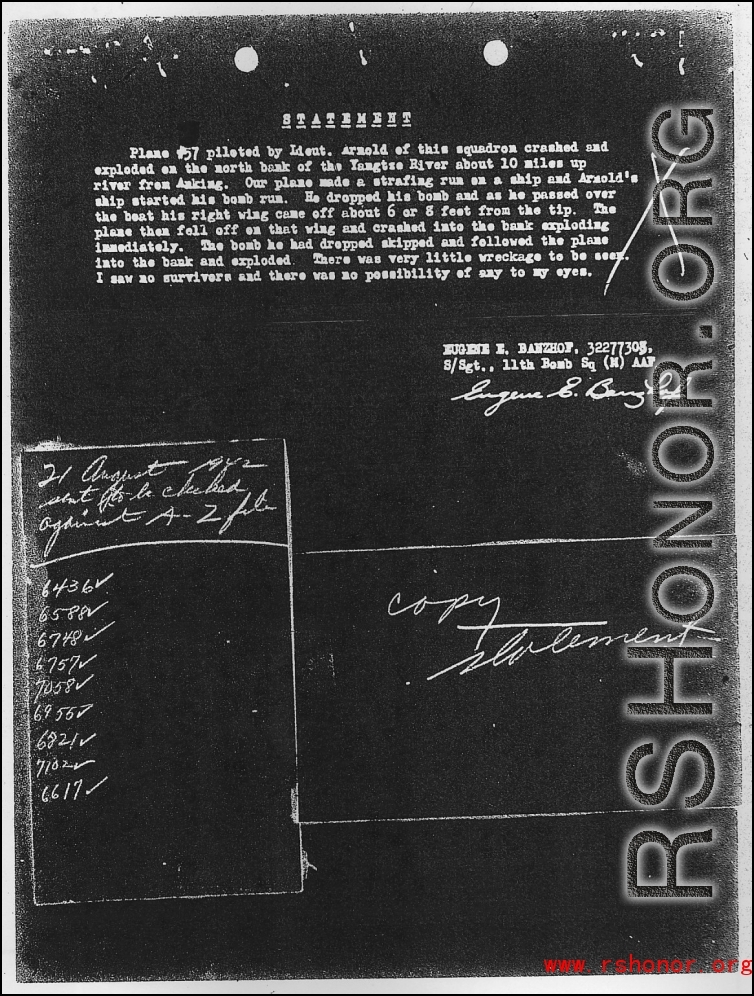 STATEMENT
Plane #57 piloted by Lieut. Arnold of this squadron crashed and
exploded on the north bank of the Yangtse River about 10 miles up
river from Anking. Our plane made a strafing run on a ship and Arnold's
ship started his bomb run. He dropped his bomb and as he passed over
the boat his right wing came off about 6 or 8 feet from the tip. The
plane then fell off on that wing and crashed into the bank exploding
immediately. The bomb he had dropped skipped and followed the plane
into the bank and exploded. There was very little wreckage to be seen.
I saw no survivors and there was no possibility of any to my eyes.
EUGENE E. BANZHOF, 32277305,
S/Sgt., 11th Bomb Sq (M) AAF
Eugene E. Banzhof
21 August 1942
sent to be checked
against A-Z file
6436✓
6588✓
6748✓
6757✓
7058✓
6955✓
6821✓
7102✓
6617✓
copy
statement
RSHONOR.ORG
www.rshonor.org